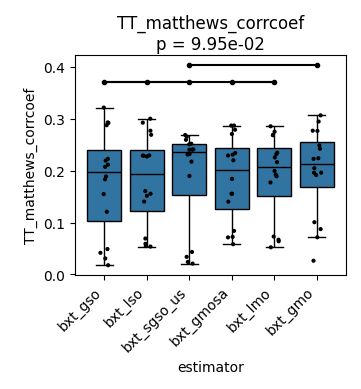 TT_matthews_corrcoef
p = 9.95e-02
TT_matthews_corrcoef
0.4
0.3
0.2
0.1
0.0
bxt_gso
bxt_lso
bxt_sgso_us
bxt_gmosa
bxt_lmo
bxt_gmo
estimator